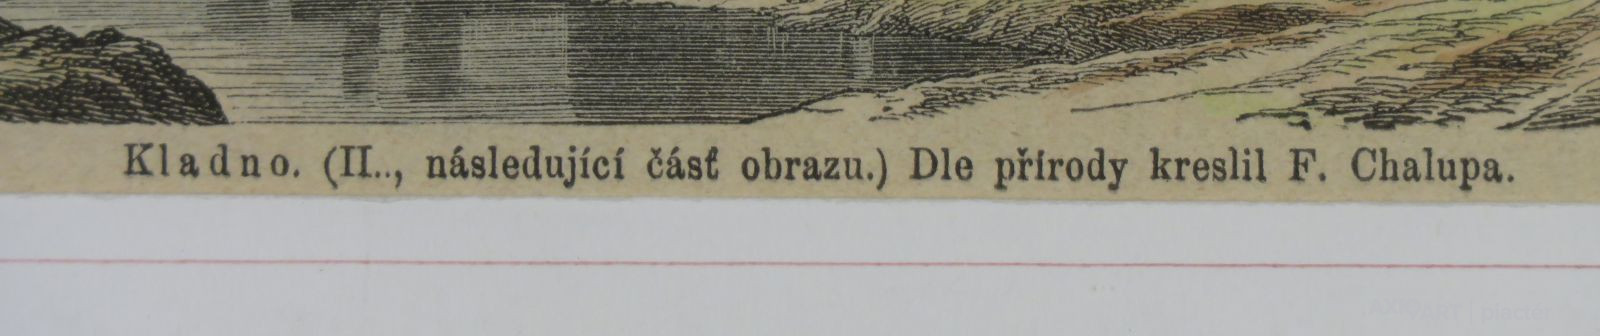 Kladno. (II.., následující část obrazu.) Dle přírody kreslil F. Chalupa.